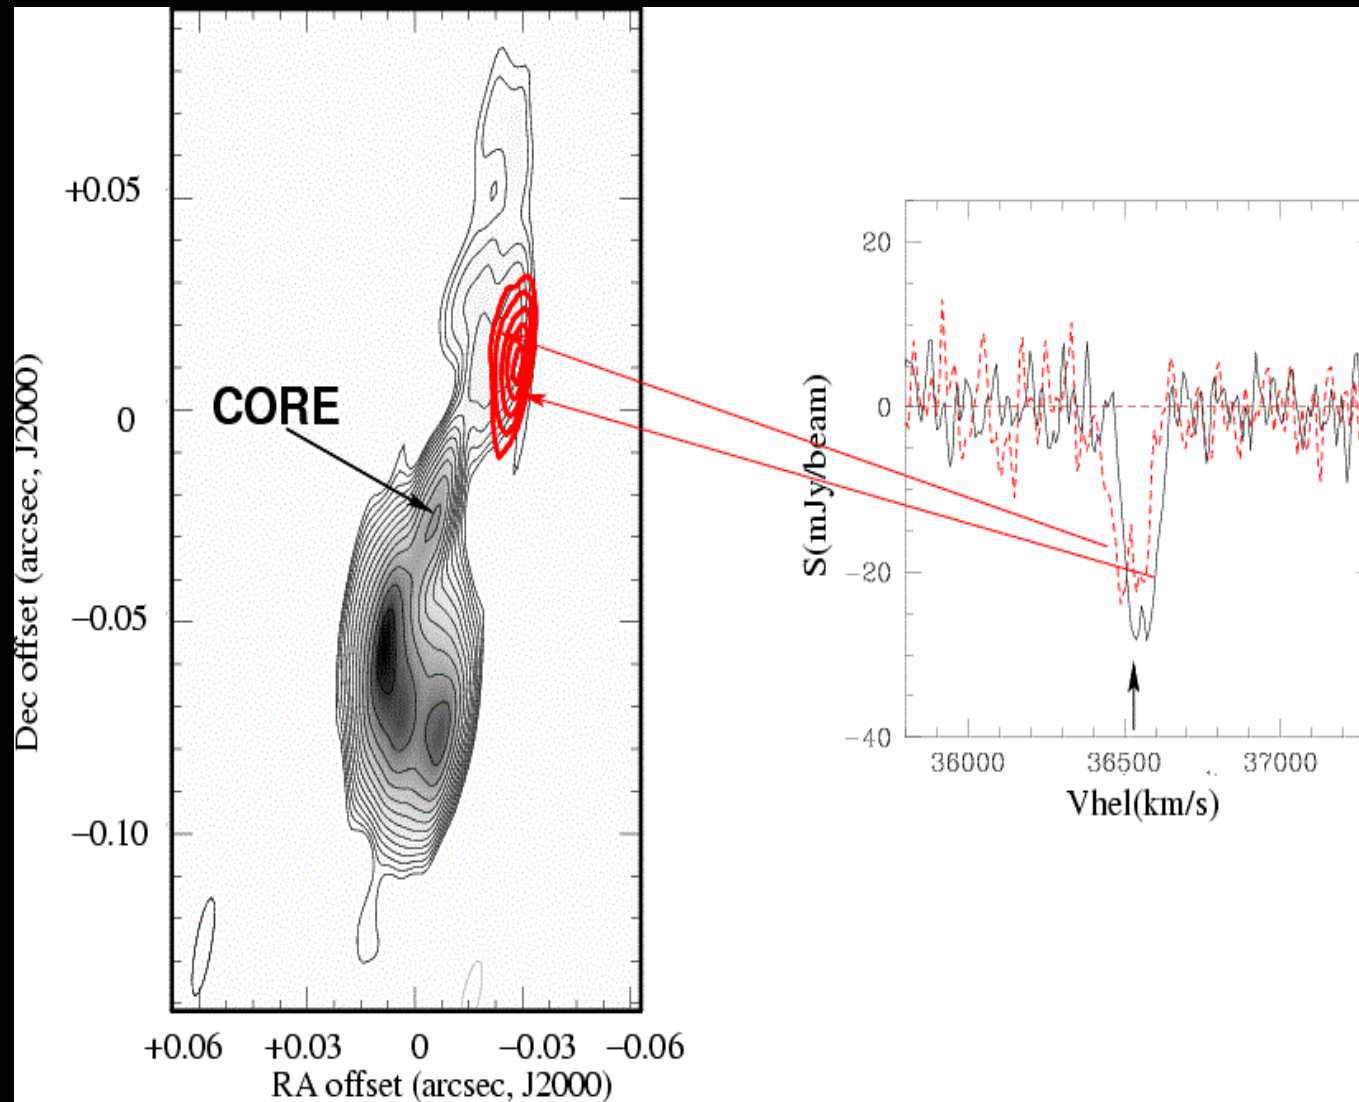 +0.05
0
−0.05
−0.10
Dec offset (arcsec, J2000)
CORE
+0.06 +0.03 0 −0.03 −0.06
RA offset (arcsec, J2000)
20
0
−20
−40
S(mJy/beam)
36000 36500 37000
Vhel(km/s)